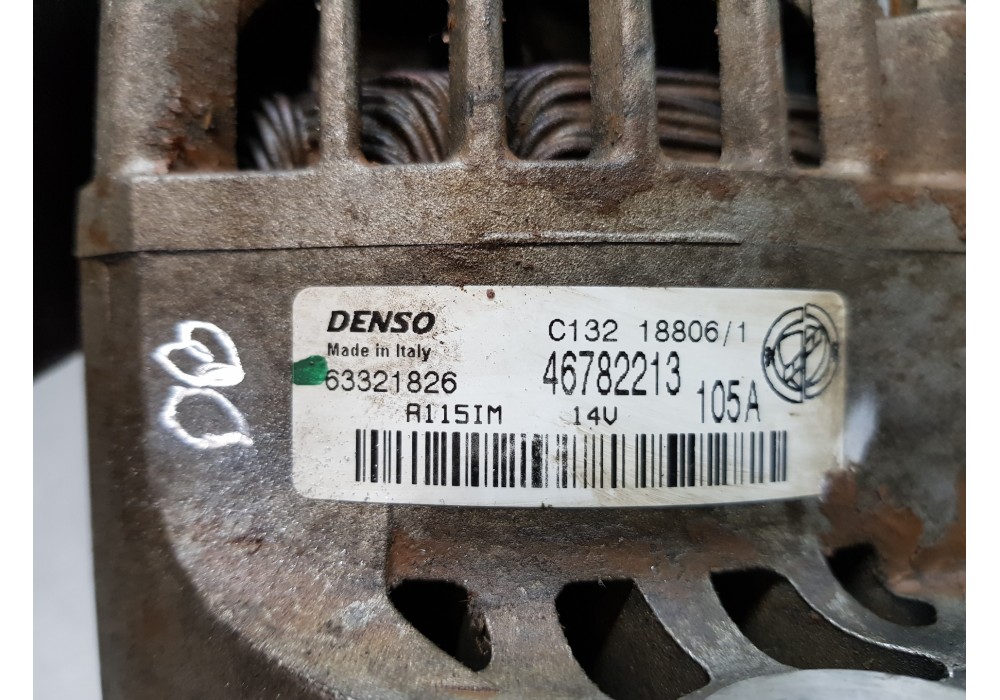 DENSO
Made in Italy
63321826
A115IM 14V
C132 18806/1
46782213
105A